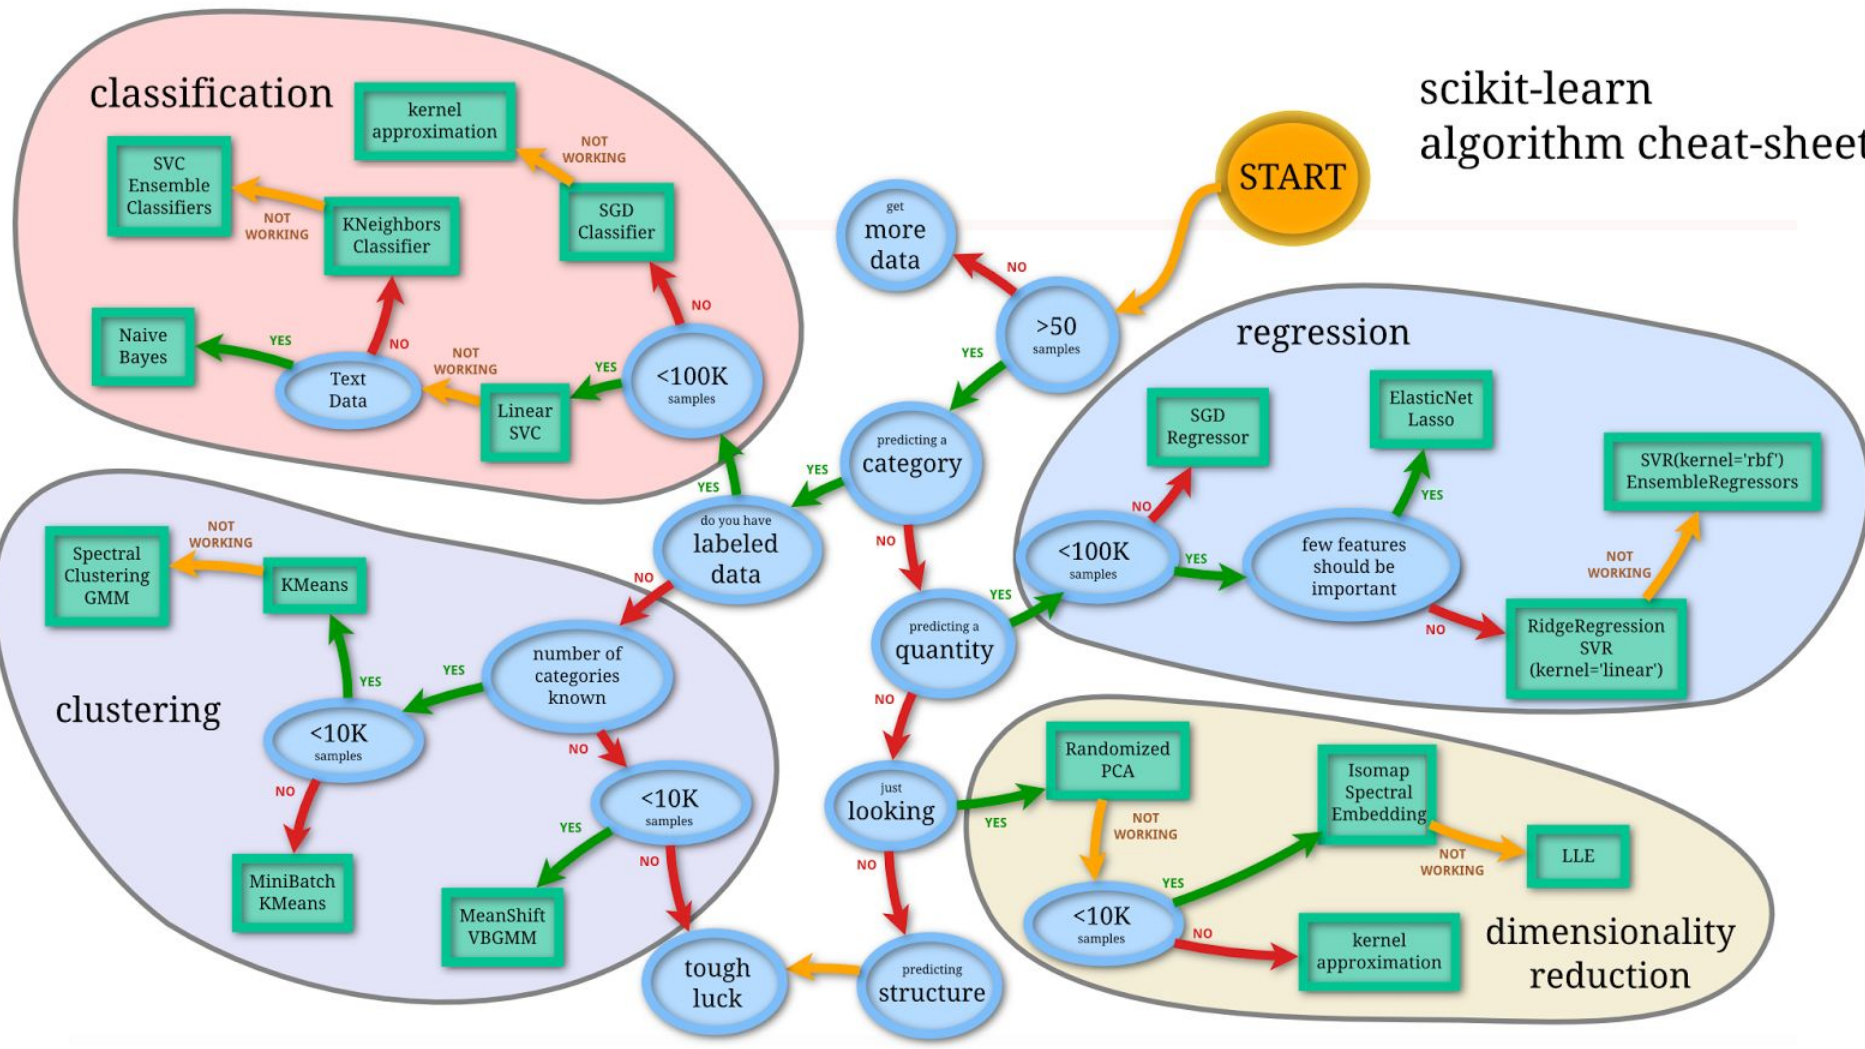 scikit-learn
algorithm cheat-sheet
START
get
more
data
NO
>50
samples
YES
predicting a
category
YES
NO
do you have
labeled
data
YES
NO
predicting a
quantity
YES
NO
just
looking
YES
NO
predicting
structure
tough
luck
classification
kernel
approximation
NOT
WORKING
SVC
Ensemble
Classifiers
NOT
WORKING
KNeighbors
Classifier
SGD
Classifier
NO
Naive
Bayes
YES
NO
Text
Data
NOT
WORKING
Linear
SVC
YES
<100K
samples
regression
SGD
Regressor
NO
<100K
samples
YES
ElasticNet
Lasso
YES
few features
should be
important
NO
SVR(kernel='rbf')
EnsembleRegressors
NOT
WORKING
RidgeRegression
SVR
(kernel='linear')
clustering
Spectral
Clustering
GMM
NOT
WORKING
KMeans
YES
<10K
samples
YES
number of
categories
known
NO
NO
MiniBatch
KMeans
<10K
samples
YES
NO
MeanShift
VBGMM
dimensionality
reduction
Randomized
PCA
NOT
WORKING
<10K
samples
YES
NO
Isomap
Spectral
Embedding
NOT
WORKING
LLE
kernel
approximation